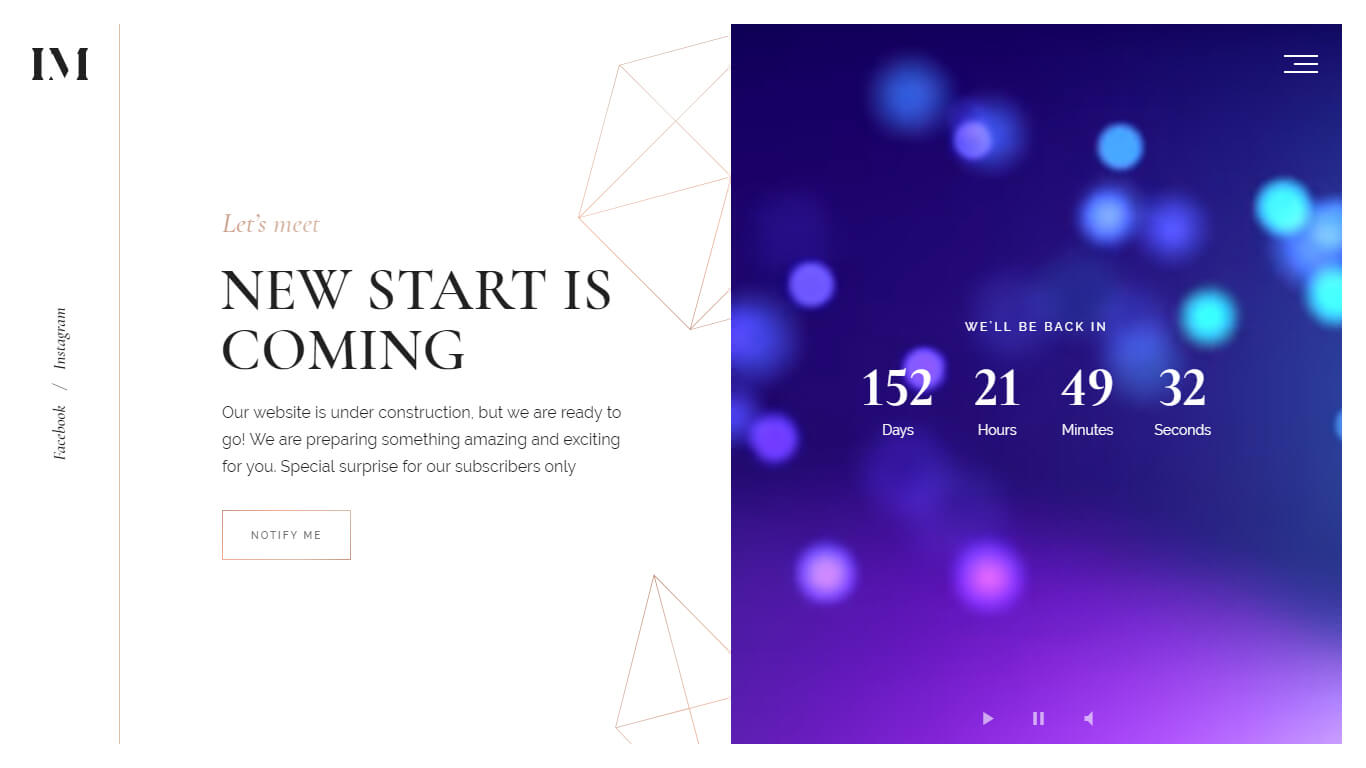 IM
Facebook / Instagram
Let's meet
NEW START IS
COMING
Our website is under construction, but we are ready to
go! We are preparing something amazing and exciting
for you. Special surprise for our subscribers only
NOTIFY ME
WE'LL BE BACK IN
152 21 49 32
Days Hours Minutes Seconds